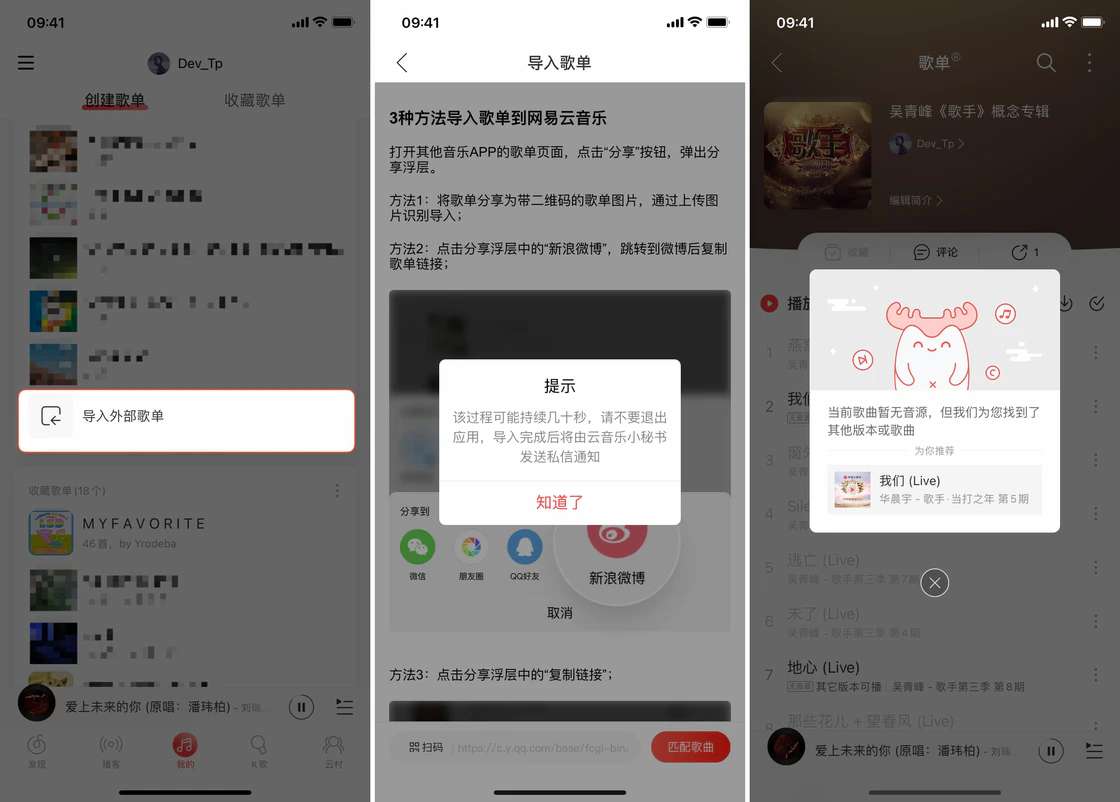 09:41
Dev_Tp
创建歌单
收藏歌单
导入外部歌单
收藏歌单(18个)
MYFAVORITE
46首，by Yrodeba
爱上未来的你 (原唱：潘玮柏) - 刘瑞...
发现
播客
我的
K歌
云村
09:41
导入歌单
3种方法导入歌单到网易云音乐
打开其他音乐APP的歌单页面，点击“分享”按钮，弹出分
享浮层。
方法1：将歌单分享为带二维码的歌单图片，通过上传图
片识别导入；
方法2：点击分享浮层中的“新浪微博”，跳转到微博后复制
歌单链接；
提示
该过程可能持续几十秒，请不要退出
应用，导入完成后将由云音乐小秘书
发送私信通知
知道了
分享到
微信
朋友圈
QQ好友
新浪微博
取消
方法3：点击分享浮层中的“复制链接”；
扫码
https://c.y.qq.com/base/fcgi-bin.
匹配歌曲
09:41
歌单
歌手
吴青峰《歌手》概念专辑
Dev_Tp
编辑简介
收藏
评论
1
播放
当前歌曲暂无音源，但我们为您找到了
其他版本或歌曲
为你推荐
我们 (Live)
华晨宇 - 歌手·当打之年 第5期
1
2
我们
3
4
5
逃亡 (Live)
吴青峰 - 歌手第三季 第7期
6
未了 (Live)
吴青峰 - 歌手第三季 第4期
7
地心 (Live)
无音源 其它版本可播 吴青峰 - 歌手第三季 第8期
8
那些花儿 + 望春风 (Live)
爱上未来的你 (原唱：潘玮柏) - 刘瑞...